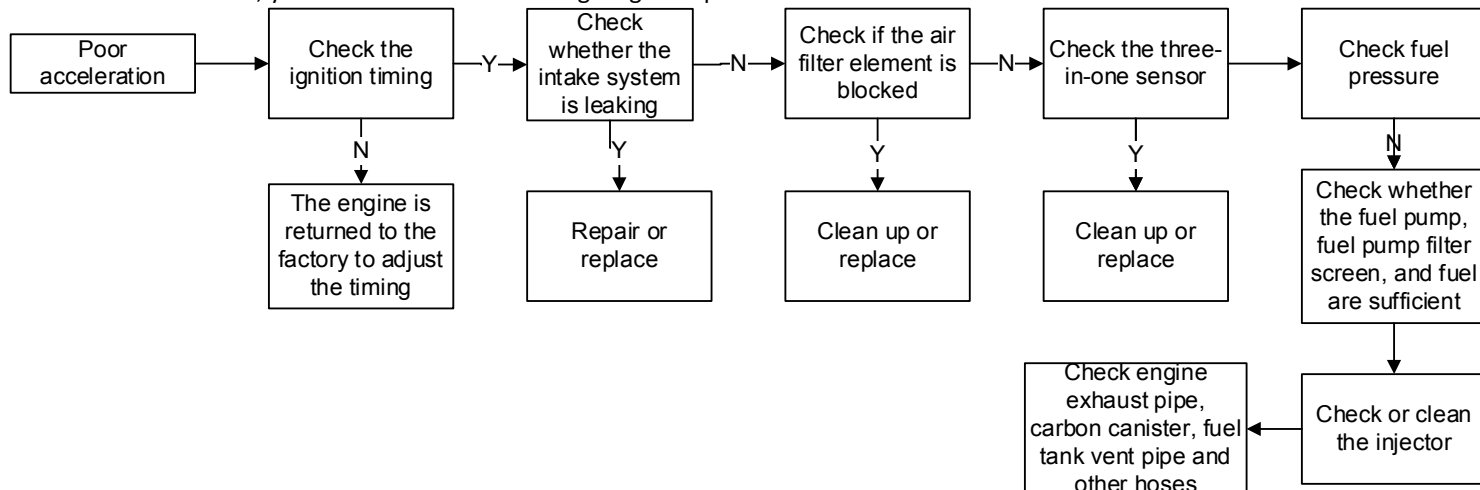 Poor
acceleration
Check the
ignition timing
Y
Check
whether the
intake system
is leaking
N
Check if the air
filter element is
blocked
N
Check the three-
in-one sensor
Check fuel
pressure
N
The engine is
returned to the
factory to adjust
the timing
Y
Repair or
replace
Y
Clean up or
replace
Y
Clean up or
replace
N
Check whether
the fuel pump,
fuel pump filter
screen, and fuel
are sufficient
Check or clean
the injector
Check engine
exhaust pipe,
carbon canister, fuel
tank vent pipe and
other hoses